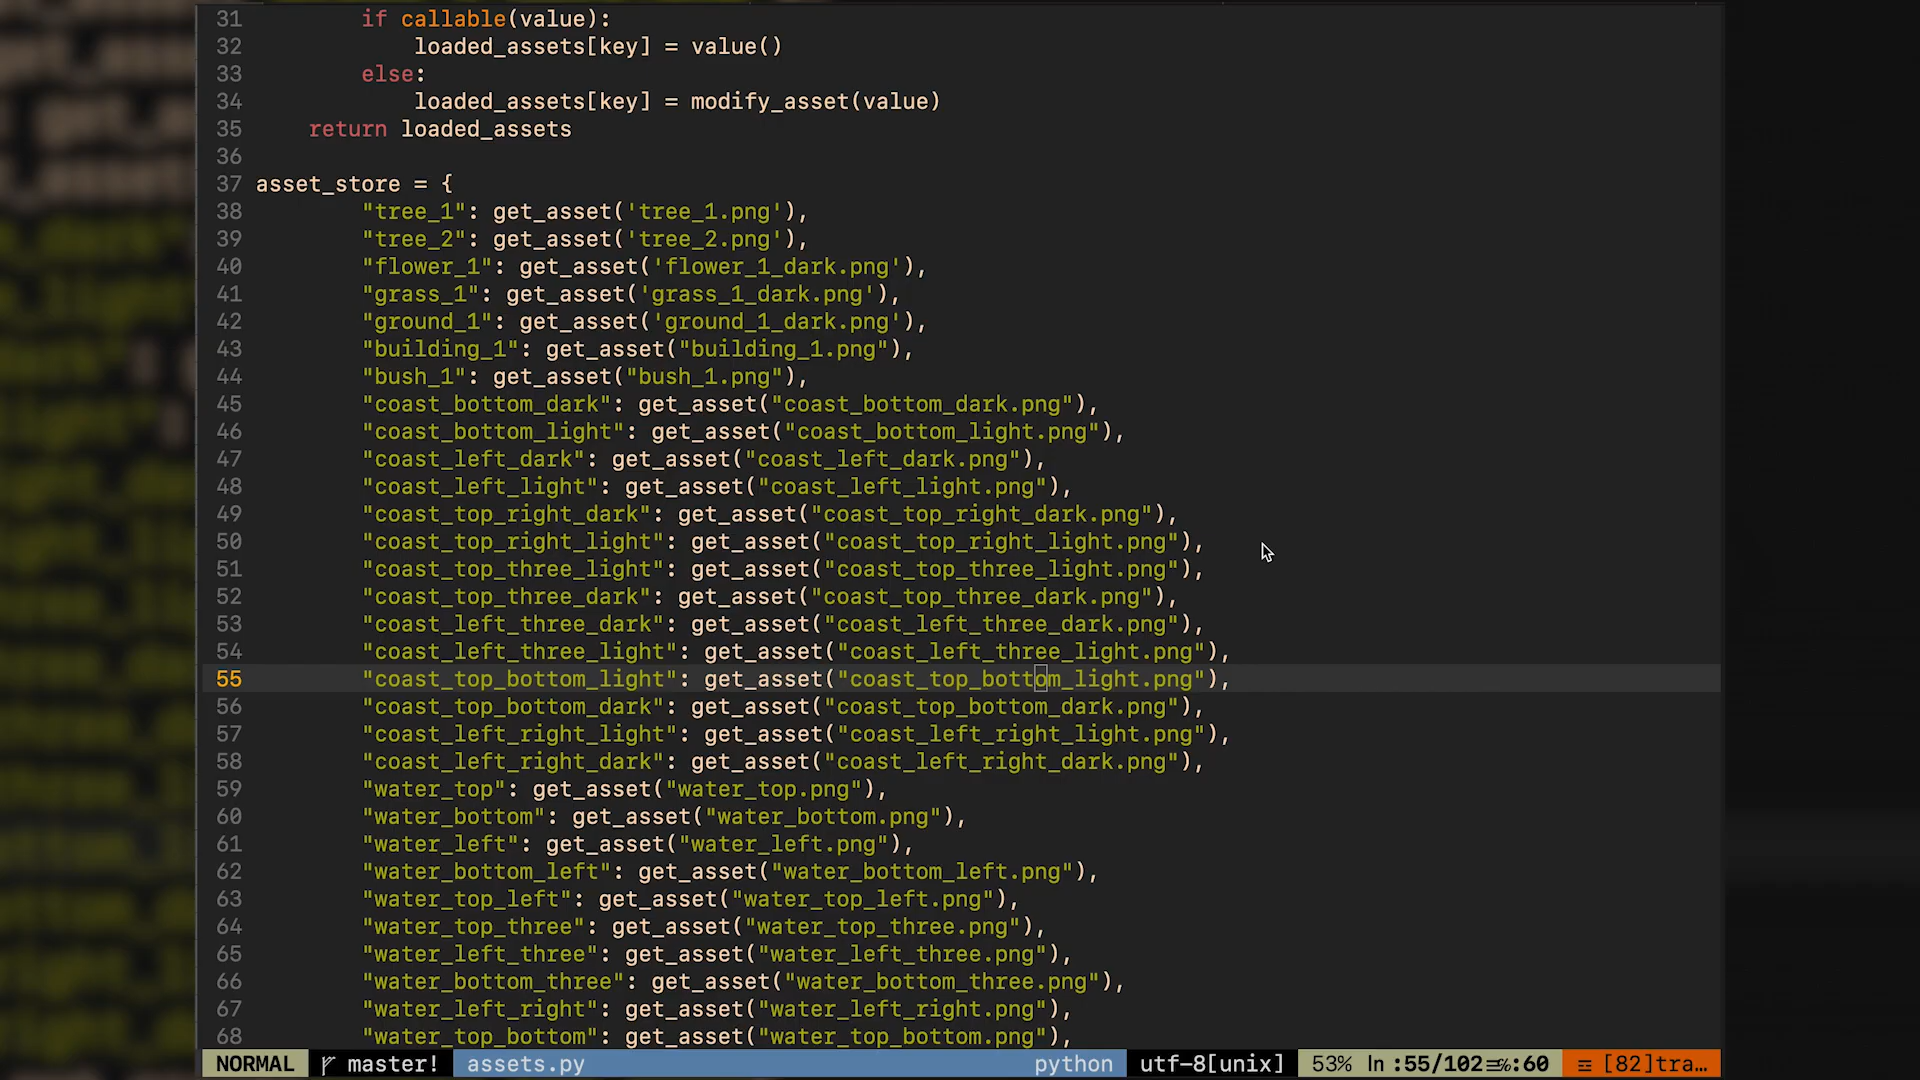 31 if callable(value):
32 loaded_assets[key] = value()
33 else:
34 loaded_assets[key] = modify_asset(value)
35 return loaded_assets
36
37 asset_store = {
38 "tree_1": get_asset('tree_1.png'),
39 "tree_2": get_asset('tree_2.png'),
40 "flower_1": get_asset('flower_1_dark.png'),
41 "grass_1": get_asset('grass_1_dark.png'),
42 "ground_1": get_asset('ground_1_dark.png'),
43 "building_1": get_asset("building_1.png"),
44 "bush_1": get_asset("bush_1.png"),
45 "coast_bottom_dark": get_asset("coast_bottom_dark.png"),
46 "coast_bottom_light": get_asset("coast_bottom_light.png"),
47 "coast_left_dark": get_asset("coast_left_dark.png"),
48 "coast_left_light": get_asset("coast_left_light.png"),
49 "coast_top_right_dark": get_asset("coast_top_right_dark.png"),
50 "coast_top_right_light": get_asset("coast_top_right_light.png"),
51 "coast_top_three_light": get_asset("coast_top_three_light.png"),
52 "coast_top_three_dark": get_asset("coast_top_three_dark.png"),
53 "coast_left_three_dark": get_asset("coast_left_three_dark.png"),
54 "coast_left_three_light": get_asset("coast_left_three_light.png"),
55 "coast_top_bottom_light": get_asset("coast_top_bottom_light.png"),
56 "coast_top_bottom_dark": get_asset("coast_top_bottom_dark.png"),
57 "coast_left_right_light": get_asset("coast_left_right_light.png"),
58 "coast_left_right_dark": get_asset("coast_left_right_dark.png"),
59 "water_top": get_asset("water_top.png"),
60 "water_bottom": get_asset("water_bottom.png"),
61 "water_left": get_asset("water_left.png"),
62 "water_bottom_left": get_asset("water_bottom_left.png"),
63 "water_top_left": get_asset("water_top_left.png"),
64 "water_top_three": get_asset("water_top_three.png"),
65 "water_left_three": get_asset("water_left_three.png"),
66 "water_bottom_three": get_asset("water_bottom_three.png"),
67 "water_left_right": get_asset("water_left_right.png"),
68 "water_top_bottom": get_asset("water_top_bottom.png"),
NORMAL master! assets.py python utf-8[unix] 53% ln :55/102≡℅:60 ☰ [82]tra…